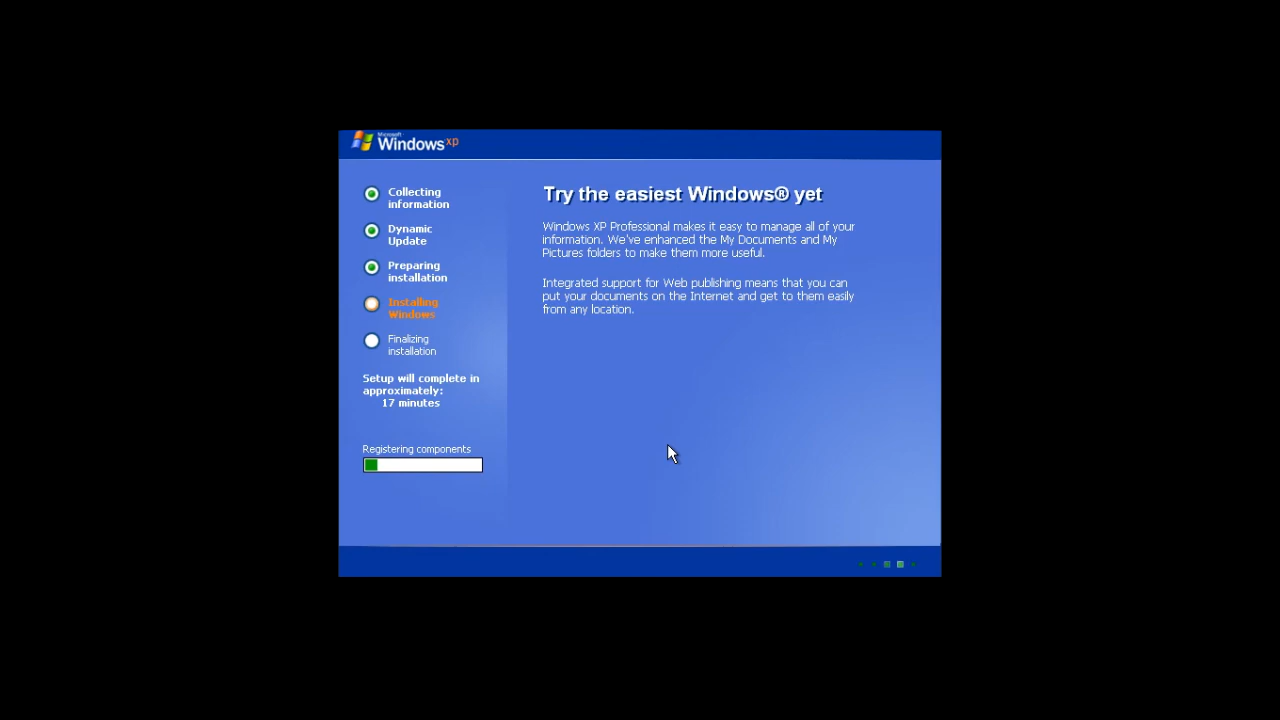 Microsoft
Windows xp
Collecting
information
Dynamic
Update
Preparing
installation
Installing
Windows
Finalizing
installation
Setup will complete in
approximately:
17 minutes
Registering components
Try the easiest Windows® yet
Windows XP Professional makes it easy to manage all of your
information. We've enhanced the My Documents and My
Pictures folders to make them more useful.
Integrated support for Web publishing means that you can
put your documents on the Internet and get to them easily
from any location.